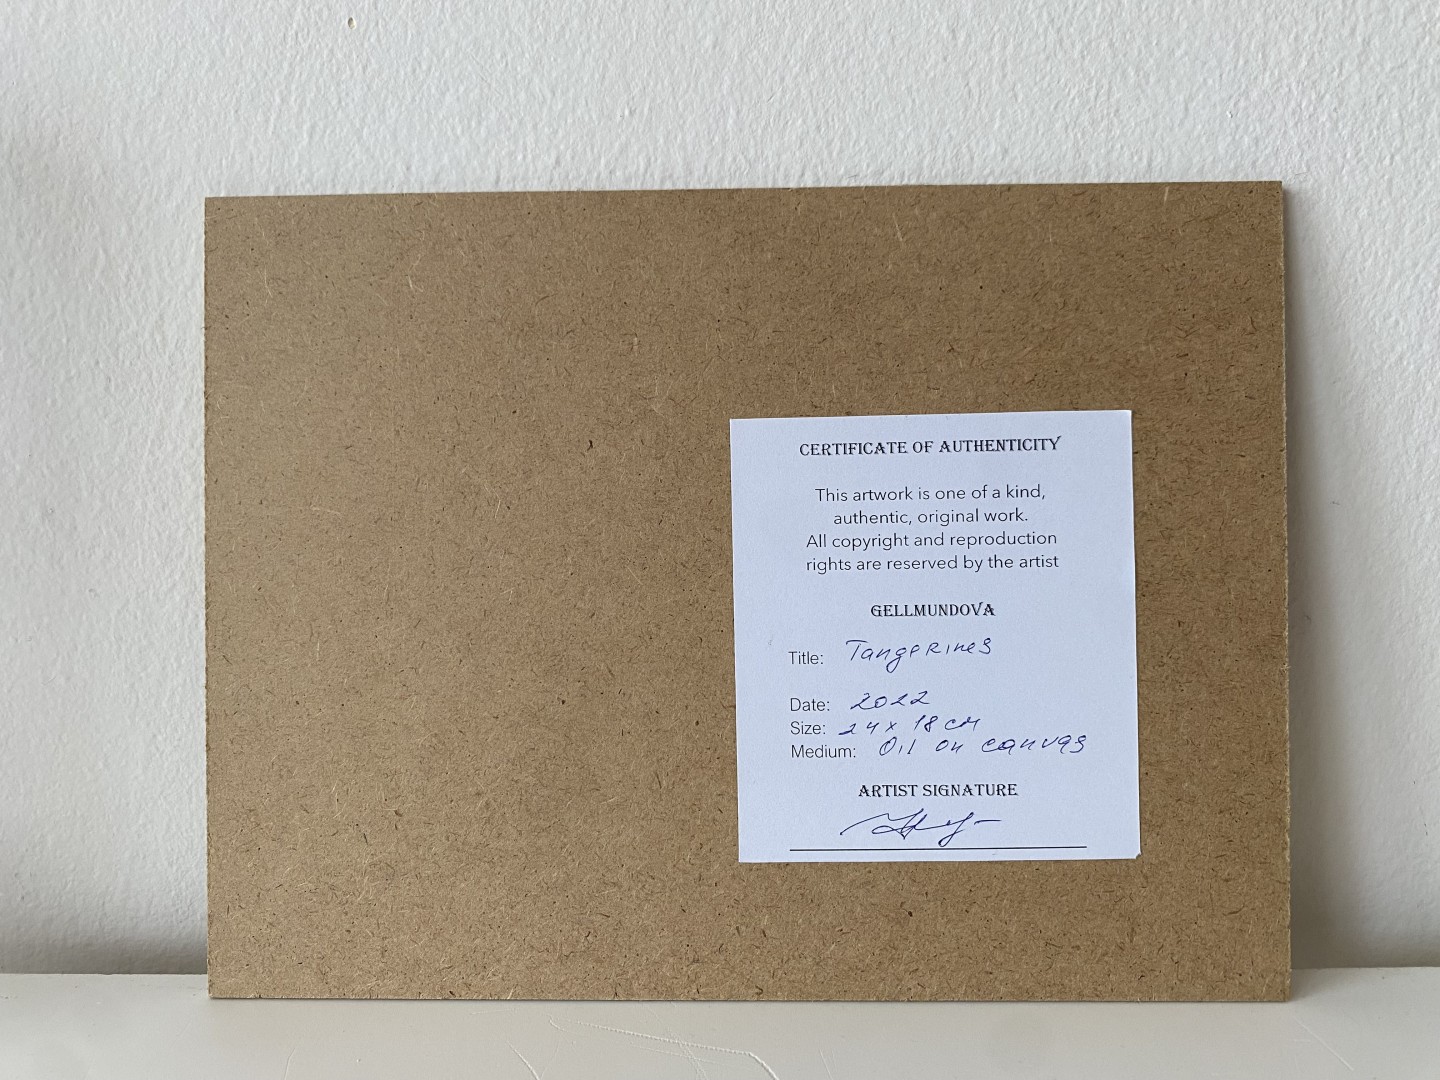 CERTIFICATE OF AUTHENTICITY
This artwork is one of a kind,
authentic, original work.
All copyright and reproduction
rights are reserved by the artist
GELLMUNDOVA
Title: Tangerines
Date: 2022
Size: 24 x 18 cm
Medium: Oil on canvas
ARTIST SIGNATURE